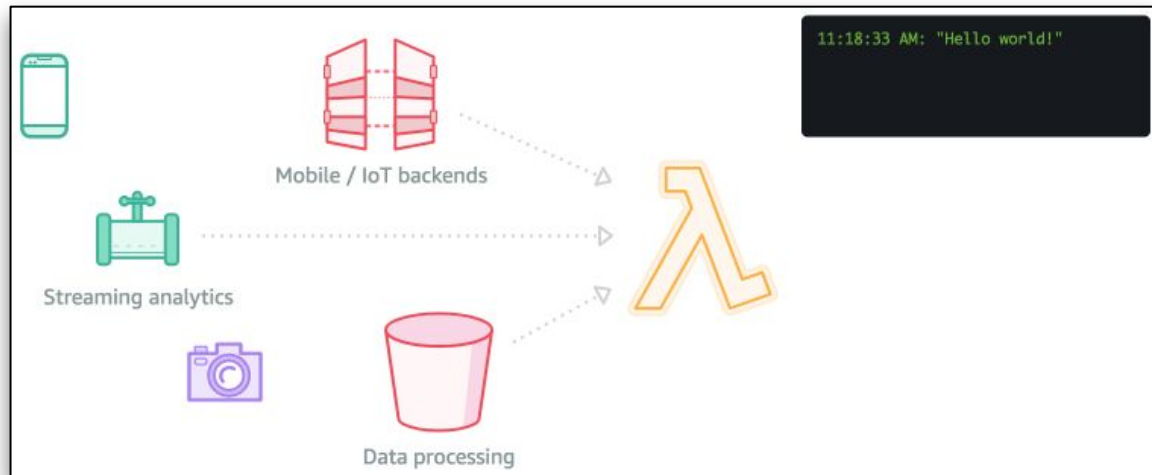 11:18:33 AM: "Hello world!"
Mobile / IoT backends
Streaming analytics
Data processing